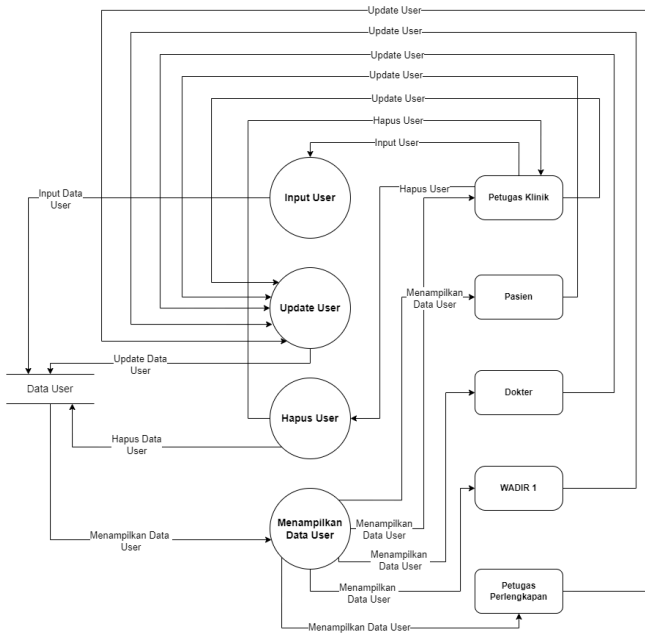 Update User
Update User
Update User
Update User
Update User
Hapus User
Input User
Input Data
User
Input User
Hapus User
Petugas Klinik
Update User
Menampilkan
Data User
Pasien
Update Data
User
Data User
Hapus User
Dokter
Hapus Data
User
Menampilkan Data
User
Menampilkan
Data User
Menampilkan
Data User
WADIR 1
Menampilkan
Data User
Menampilkan
Data User
Petugas
Perlengkapan
Menampilkan Data User